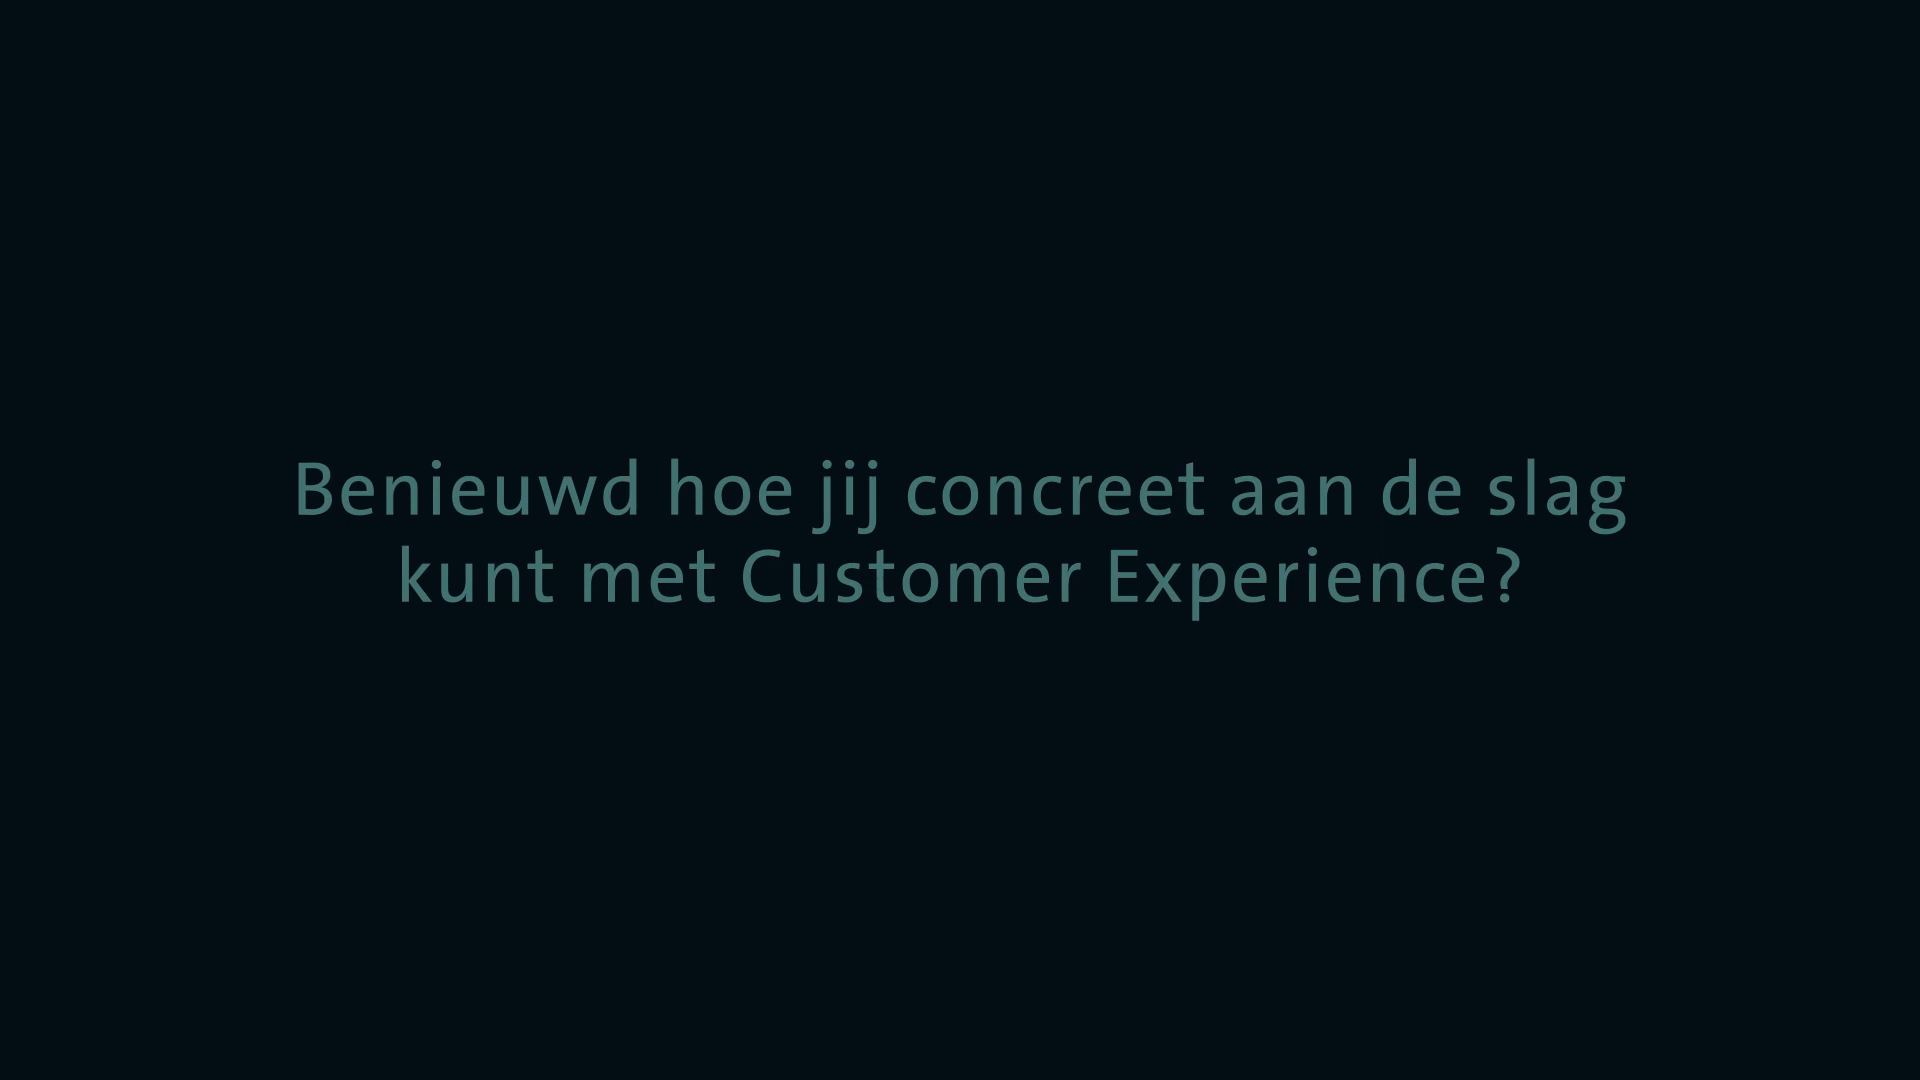 Benieuwd hoe jij concreet aan de slag
kunt met Customer Experience?